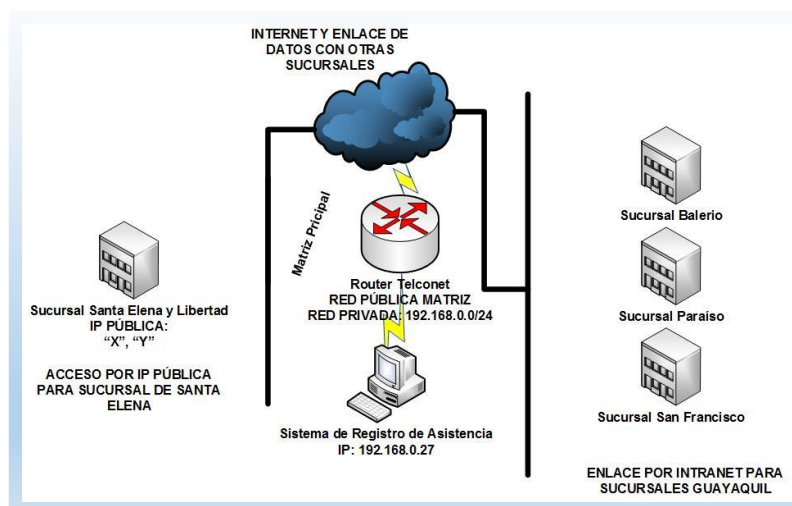 INTERNET Y ENLACE DE
DATOS CON OTRAS
SUCURSALES
Matriz Pricipal
Router Telconet
RED PÚBLICA MATRIZ
RED PRIVADA: 192.168.0.0/24
Sistema de Registro de Asistencia
IP: 192.168.0.27
Sucursal Santa Elena y Libertad
IP PÚBLICA:
“X”, “Y”
ACCESO POR IP PÚBLICA
PARA SUCURSAL DE SANTA
ELENA
Sucursal Balerio
Sucursal Paraíso
Sucursal San Francisco
ENLACE POR INTRANET PARA
SUCURSALES GUAYAQUIL